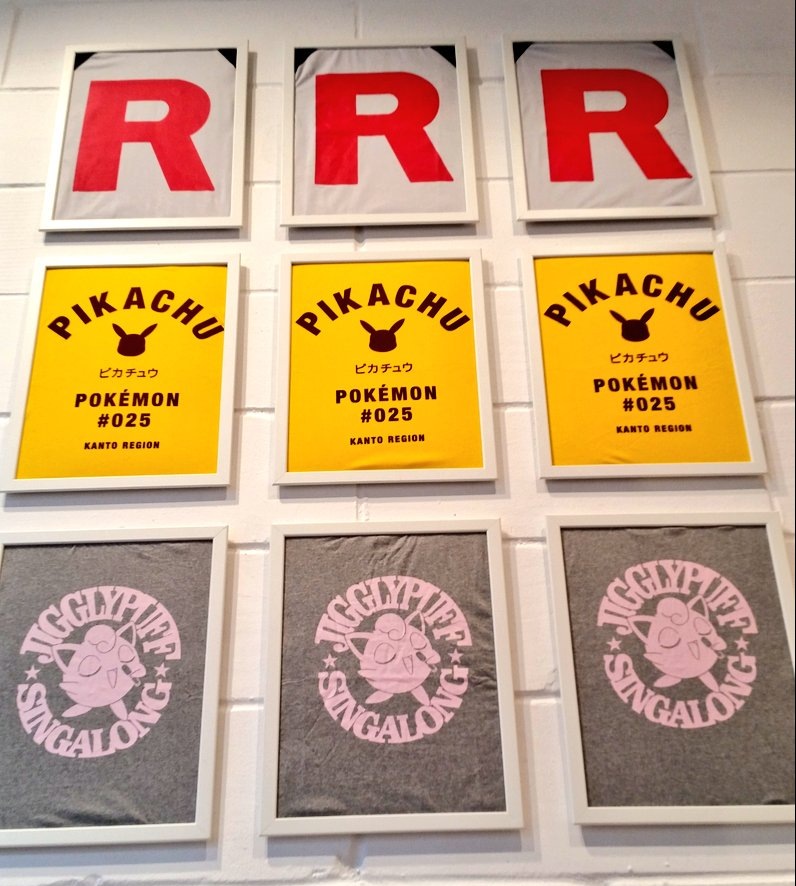 R R R
PIKACHU
ピカチュウ
POKÉMON
#025
KANTO REGION
PIKACHU
ピカチュウ
POKÉMON
#025
KANTO REGION
PIKACHU
ピカチュウ
POKÉMON
#025
KANTO REGION
JIGGLYPUFF
SINGALONG
JIGGLYPUFF
SINGALONG
JIGGLYPUFF
SINGALONG